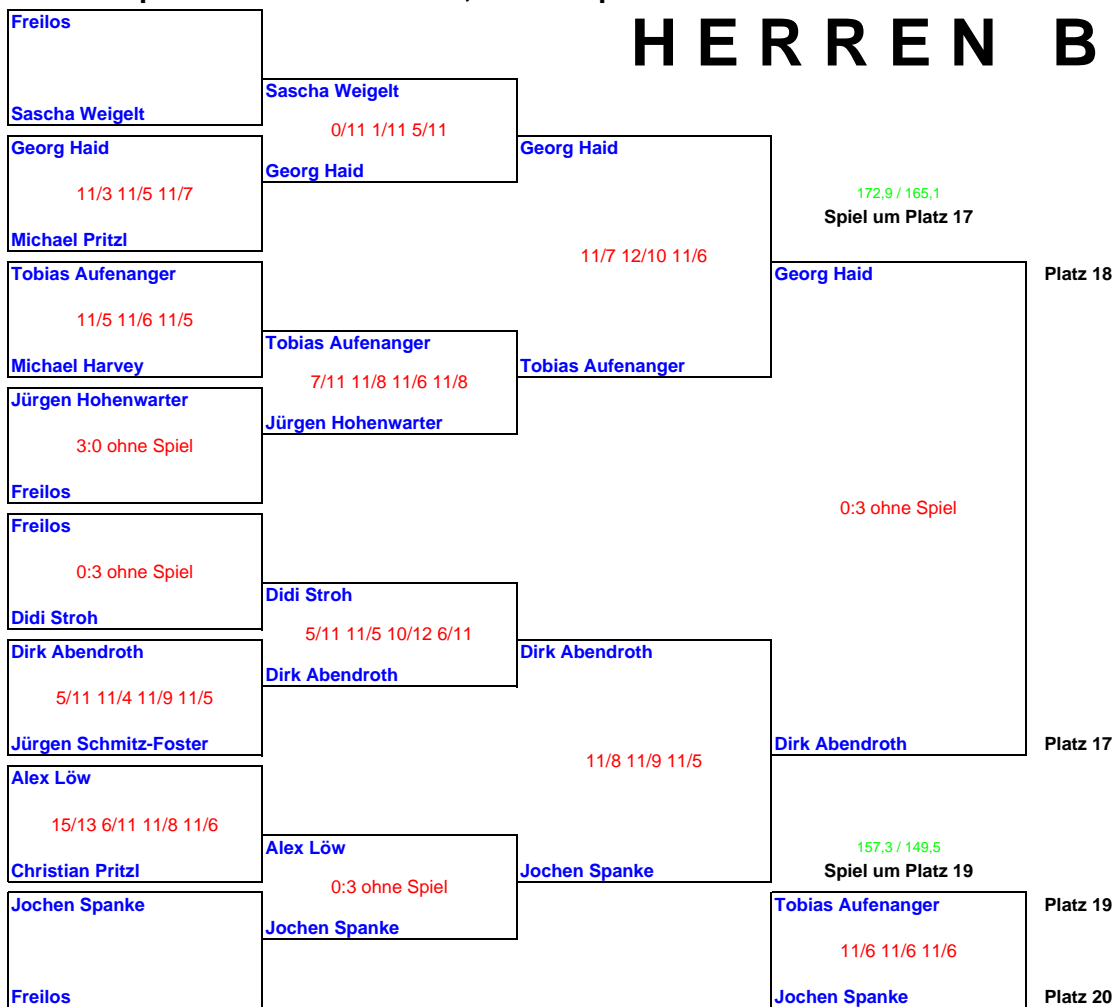 Freilos
H E R R E N B
Sascha Weigelt
Sascha Weigelt
0/11 1/11 5/11
Georg Haid
Georg Haid
Georg Haid
11/3 11/5 11/7
172,9 / 165,1
Spiel um Platz 17
Michael Pritzl
11/7 12/10 11/6
Tobias Aufenanger
Georg Haid
Platz 18
11/5 11/6 11/5
Tobias Aufenanger
Michael Harvey
Tobias Aufenanger
7/11 11/8 11/6 11/8
Jürgen Hohenwarter
Jürgen Hohenwarter
3:0 ohne Spiel
Freilos
0:3 ohne Spiel
Freilos
0:3 ohne Spiel
Didi Stroh
Didi Stroh
5/11 11/5 10/12 6/11
Dirk Abendroth
Dirk Abendroth
Dirk Abendroth
5/11 11/4 11/9 11/5
Jürgen Schmitz-Foster
Dirk Abendroth
Platz 17
11/8 11/9 11/5
Alex Löw
15/13 6/11 11/8 11/6
Alex Löw
157,3 / 149,5
Christian Pritzl
Jochen Spanke
Spiel um Platz 19
0:3 ohne Spiel
Jochen Spanke
Tobias Aufenanger
Platz 19
Jochen Spanke
11/6 11/6 11/6
Freilos
Jochen Spanke
Platz 20